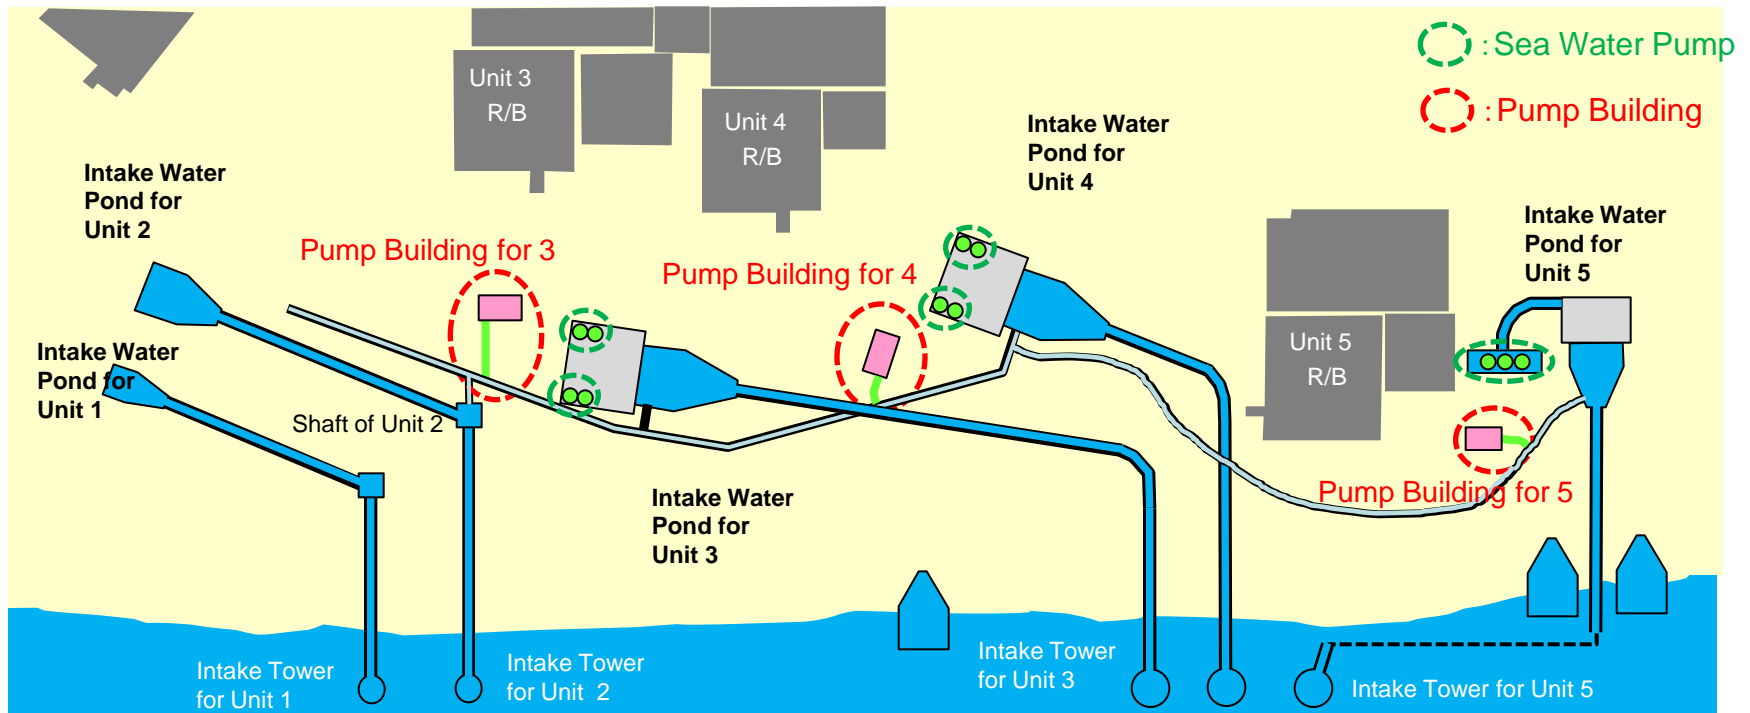 : Sea Water Pump
: Pump Building
Unit 3
R/B
Unit 4
R/B
Intake Water
Pond for
Unit 4
Intake Water
Pond for
Unit 2
Intake Water
Pond for
Unit 5
Pump Building for 3
Pump Building for 4
Unit 5
R/B
Intake Water
Pond for
Unit 1
Shaft of Unit 2
Intake Water
Pond for
Unit 3
Pump Building for 5
Intake Tower
for Unit 1
Intake Tower
for Unit 2
Intake Tower
for Unit 3
Intake Tower for Unit 5